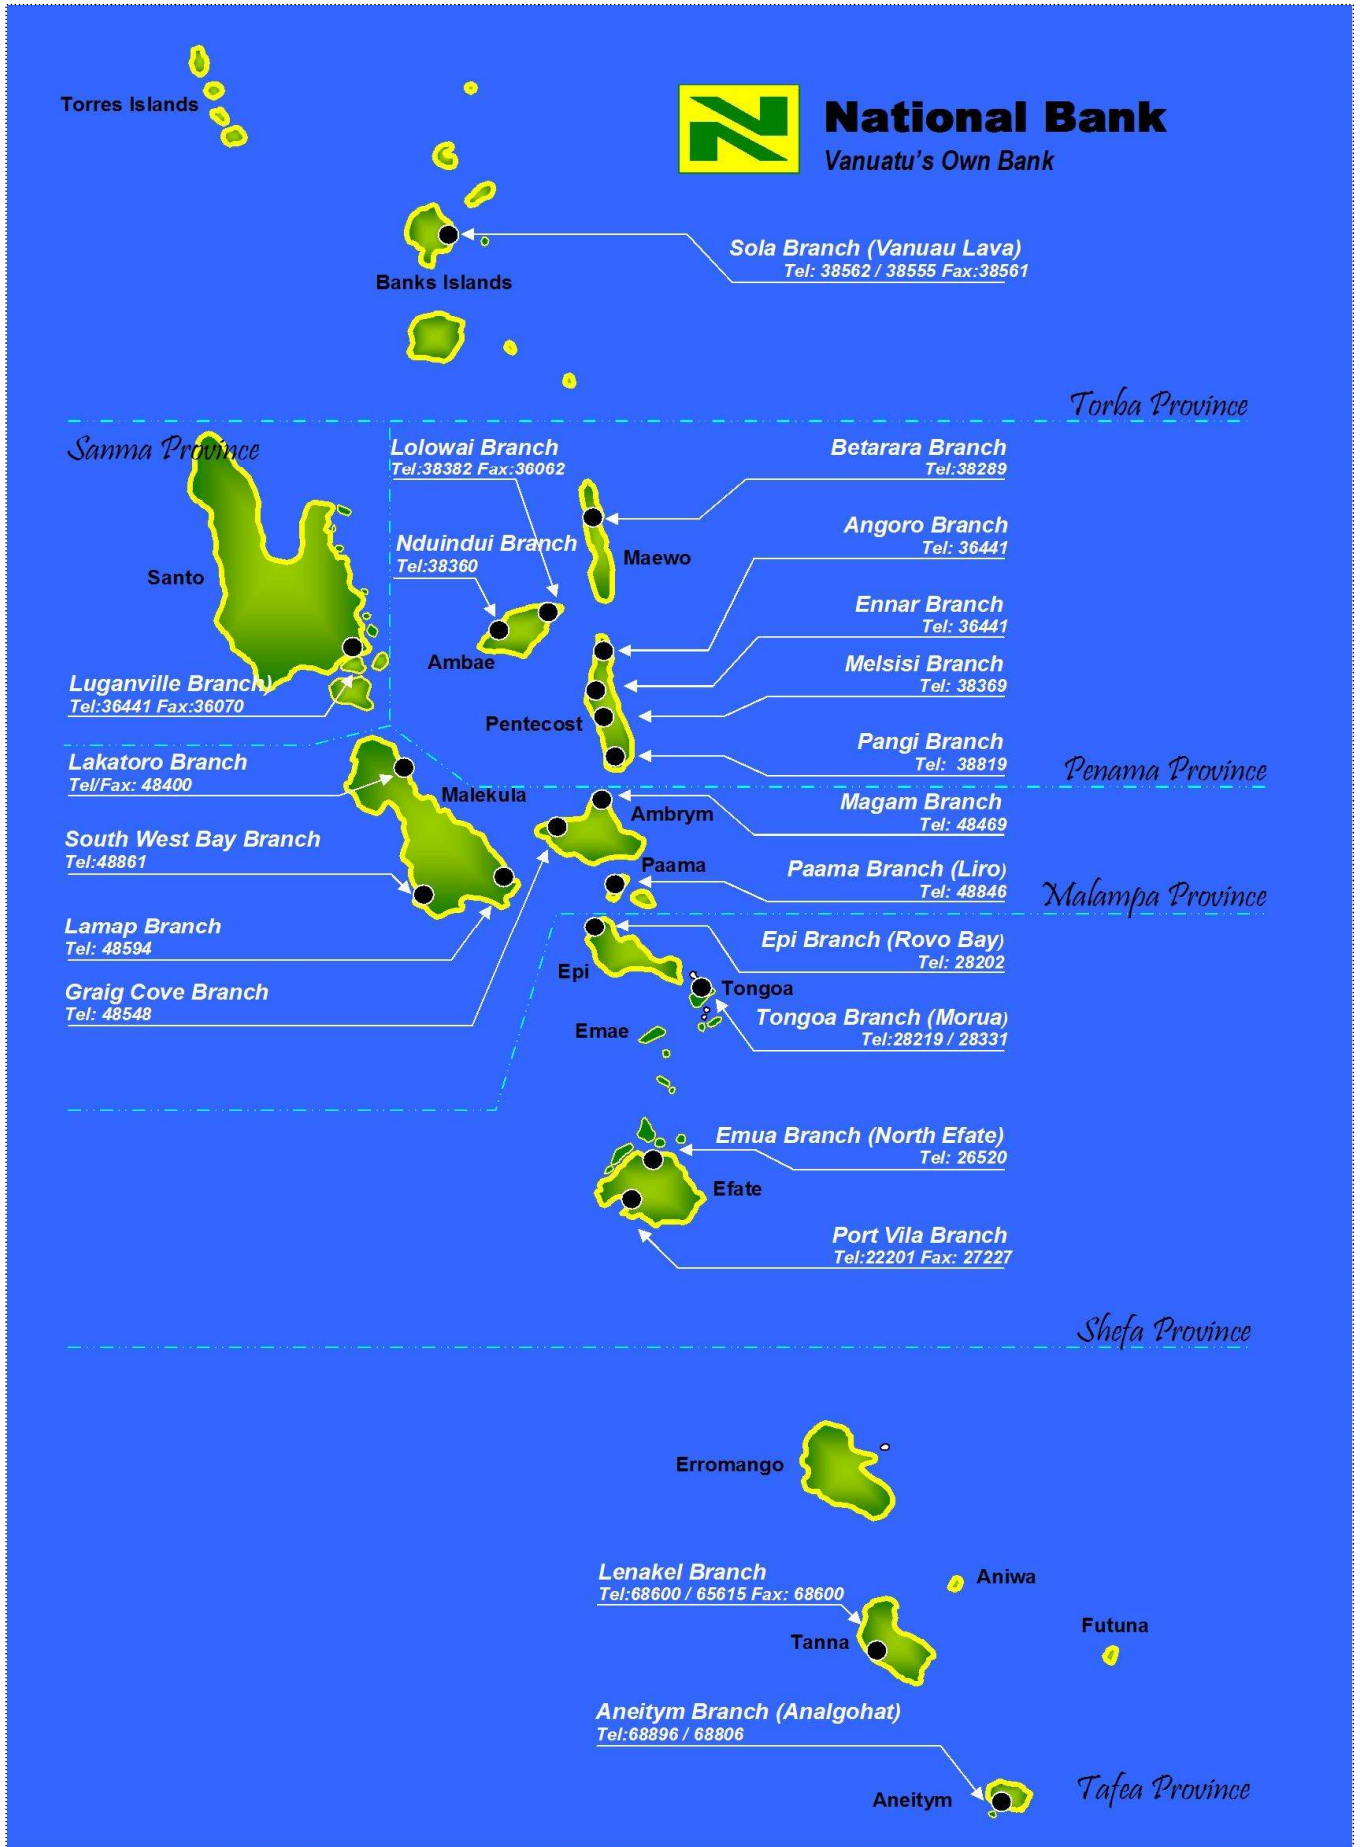 Torres Islands
National Bank
Vanuatu's Own Bank
Sola Branch (Vanuau Lava)
Tel: 38562 / 38555 Fax:38561
Banks Islands
Torba Province
Sanma Province
Lolowai Branch
Tel:38382 Fax:36062
Betarara Branch
Tel:38289
Angoro Branch
Tel: 36441
Nduindui Branch
Tel:38360
Maewo
Santo
Ennar Branch
Tel: 36441
Ambae
Melsisi Branch
Tel: 38369
Luganville Branch)
Tel:36441 Fax:36070
Pentecost
Pangi Branch
Tel: 38819
Penama Province
Lakatoro Branch
Tel/Fax: 48400
Malekula
Ambrym
Magam Branch
Tel: 48469
South West Bay Branch
Tel:48861
Paama
Paama Branch (Liro)
Tel: 48846
Malampa Province
Lamap Branch
Tel: 48594
Epi Branch (Rovo Bay)
Tel: 28202
Epi
Graig Cove Branch
Tel: 48548
Tongoa
Tongoa Branch (Morua)
Tel:28219 / 28331
Emae
Emua Branch (North Efate)
Tel: 26520
Efate
Port Vila Branch
Tel:22201 Fax: 27227
Shefa Province
Erromango
Lenakel Branch
Tel:68600 / 65615 Fax: 68600
Aniwa
Futuna
Tanna
Aneitym Branch (Analgohat)
Tel:68896 / 68806
Aneitym
Tafea Province